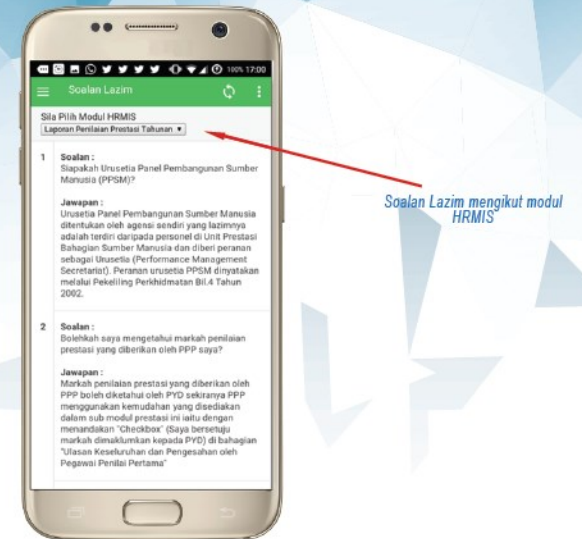 100% 17:00
Soalan Lazim
Sila Pilih Modul HRMIS
Laporan Penilaian Prestasi Tahunan
1 Soalan :
Siapakah Urusetia Panel Pembangunan Sumber
Manusia (PPSM)?
Jawapan :
Urusetia Panel Pembangunan Sumber Manusia
ditentukan oleh agensi sendiri yang lazimnya
adalah terdiri daripada personel di Unit Prestasi
Bahagian Sumber Manusia dan diberi peranan
sebagai Urusetia (Performance Management
Secretariat). Peranan urusetia PPSM dinyatakan
melalui Pekeliling Perkhidmatan Bil.4 Tahun
2002.
2 Soalan :
Bolehkah saya mengetahui markah penilaian
prestasi yang diberikan oleh PPP saya?
Jawapan :
Markah penilaian prestasi yang diberikan oleh
PPP boleh diketahui oleh PYD sekiranya PPP
menggunakan kemudahan yang disediakan
dalam sub modul prestasi ini iaitu dengan
menandakan "Checkbox" (Saya bersetuju
markah dimaklumkan kepada PYD) di bahagian
"Ulasan Keseluruhan dan Pengesahan oleh
Pegawai Penilai Pertama"
Soalan Lazim mengikut modul
HRMIS